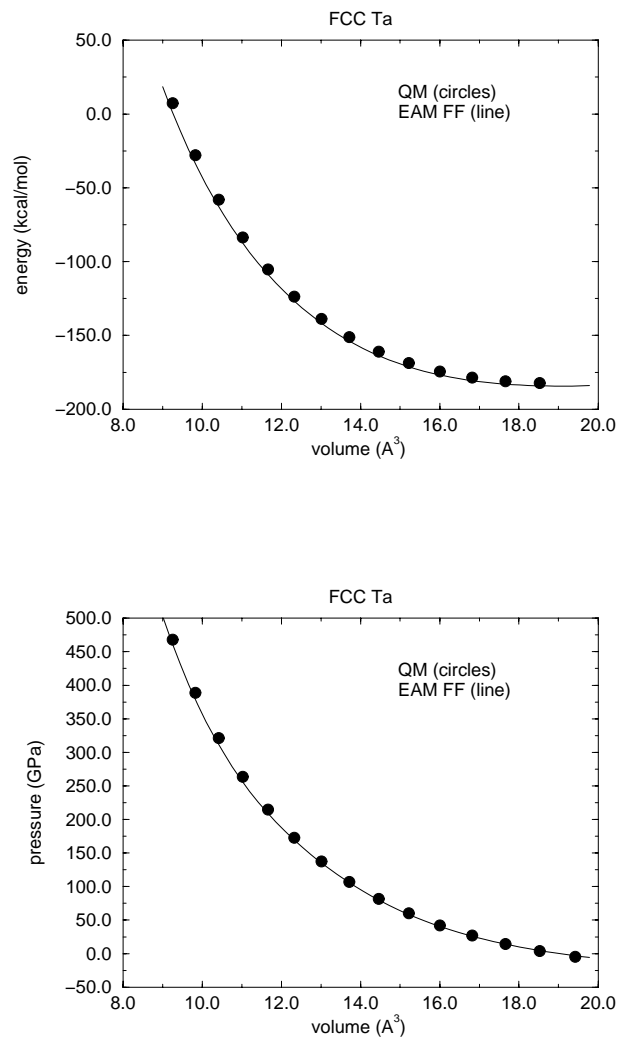 FCC Ta
50.0
0.0
−50.0
−100.0
−150.0
−200.0
energy (kcal/mol)
QM (circles)
EAM FF (line)
8.0 10.0 12.0 14.0 16.0 18.0 20.0
volume (A³)
FCC Ta
500.0
450.0
400.0
350.0
300.0
250.0
200.0
150.0
100.0
50.0
0.0
−50.0
pressure (GPa)
QM (circles)
EAM FF (line)
8.0 10.0 12.0 14.0 16.0 18.0 20.0
volume (A³)